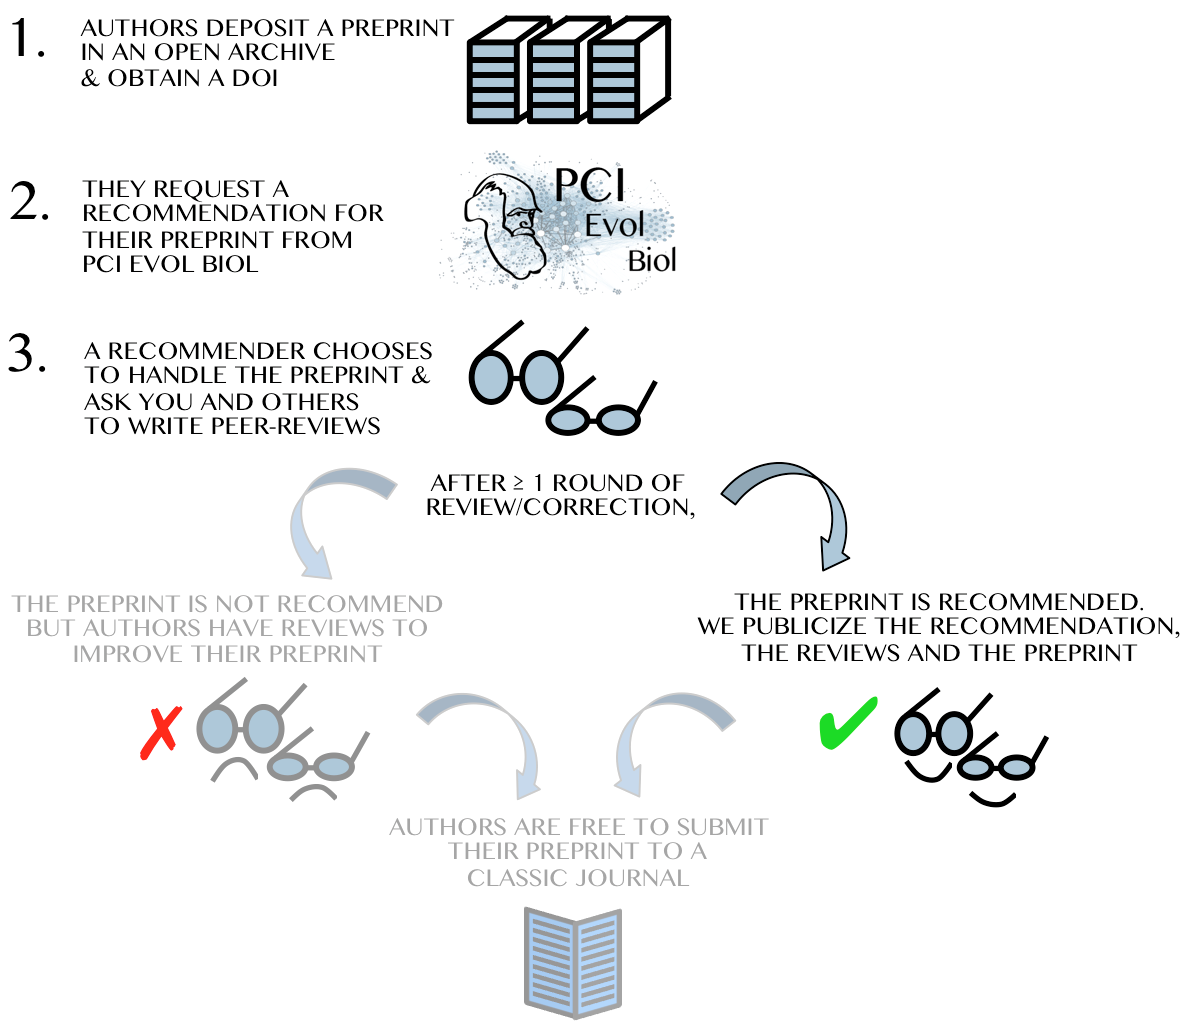 1.
AUTHORS DEPOSIT A PREPRINT
IN AN OPEN ARCHIVE
& OBTAIN A DOI
2.
THEY REQUEST A
RECOMMENDATION FOR
THEIR PREPRINT FROM
PCI EVOL BIOL
PCI
Evol
Biol
3.
A RECOMMENDER CHOOSES
TO HANDLE THE PREPRINT &
ASK YOU AND OTHERS
TO WRITE PEER-REVIEWS
AFTER ≥ 1 ROUND OF
REVIEW/CORRECTION,
THE PREPRINT IS NOT RECOMMEND
BUT AUTHORS HAVE REVIEWS TO
IMPROVE THEIR PREPRINT
THE PREPRINT IS RECOMMENDED.
WE PUBLICIZE THE RECOMMENDATION,
THE REVIEWS AND THE PREPRINT
AUTHORS ARE FREE TO SUBMIT
THEIR PREPRINT TO A
CLASSIC JOURNAL